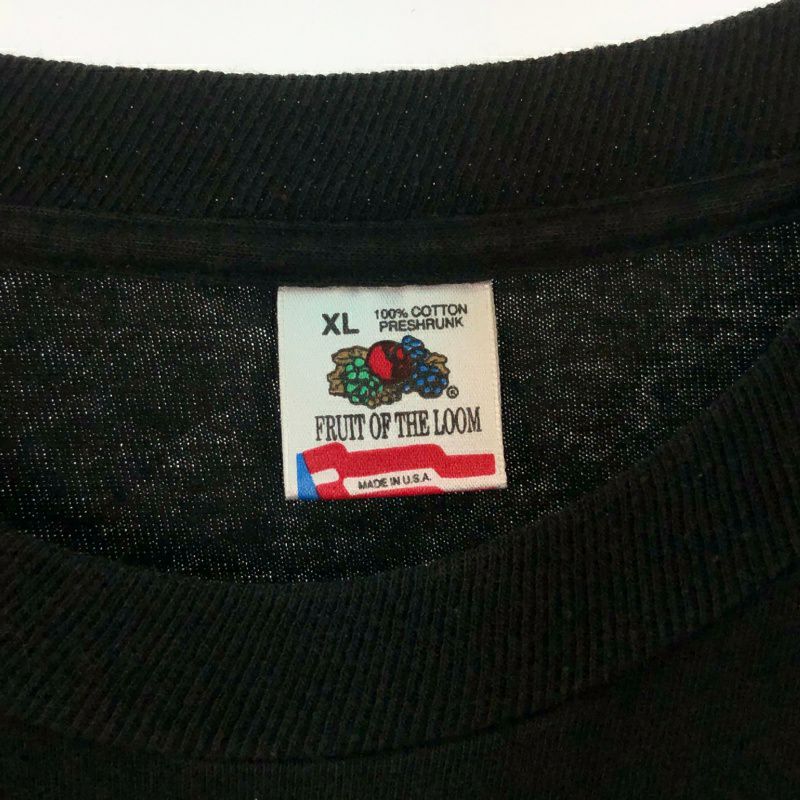 XL 100% COTTON
PRESHRUNK
®
FRUIT OF THE LOOM
MADE IN U.S.A.